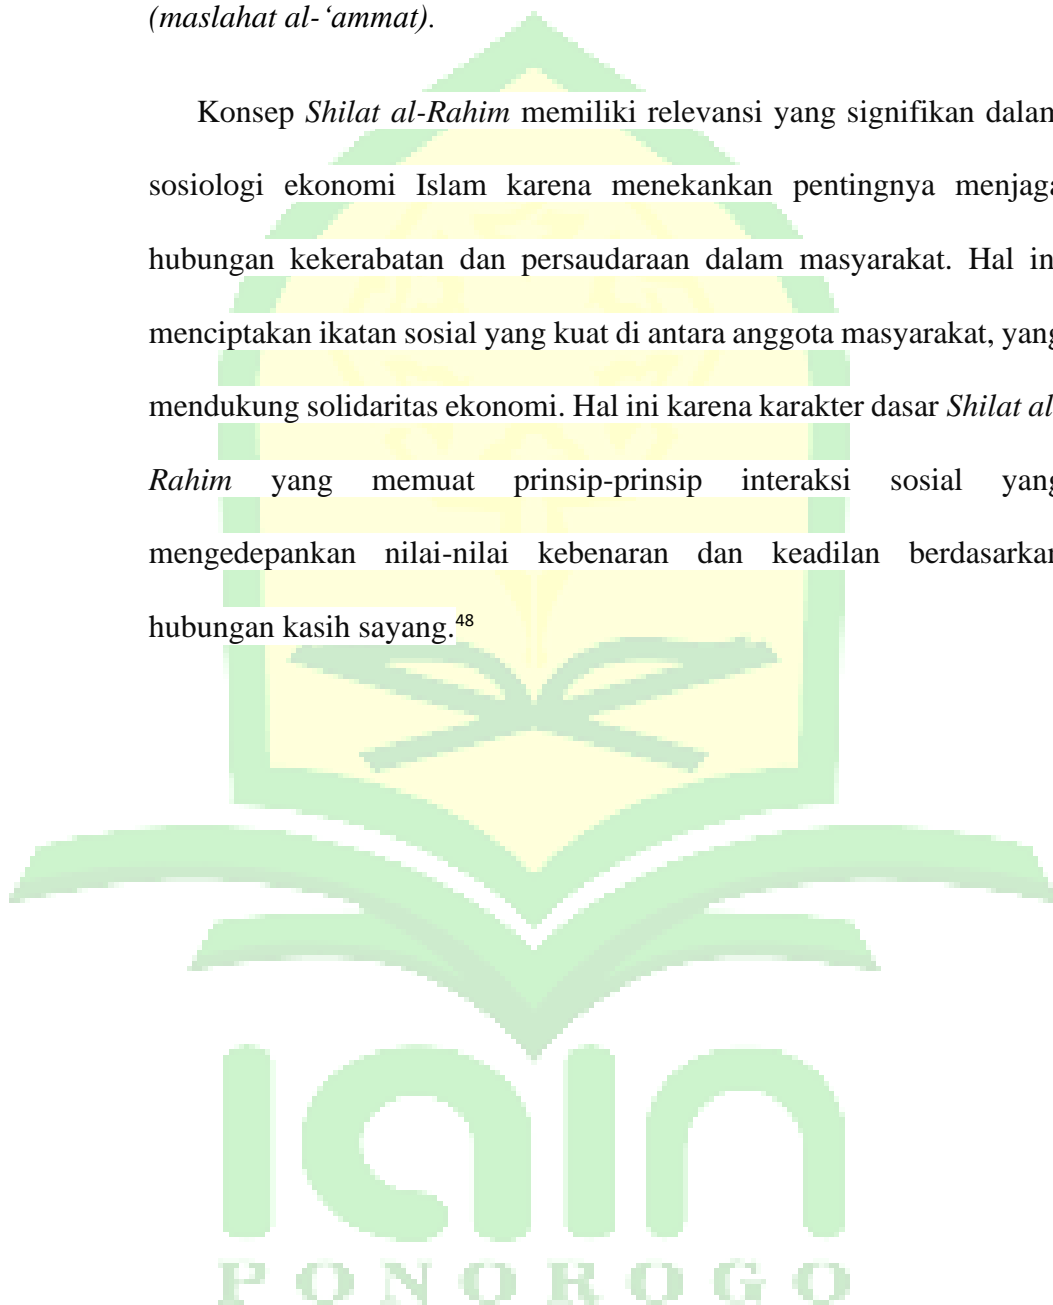 (maslahat al-‘ammat).
Konsep Shilat al-Rahim memiliki relevansi yang signifikan dalam
sosiologi ekonomi Islam karena menekankan pentingnya menjaga
hubungan kekerabatan dan persaudaraan dalam masyarakat. Hal ini
menciptakan ikatan sosial yang kuat di antara anggota masyarakat, yang
mendukung solidaritas ekonomi. Hal ini karena karakter dasar Shilat al-
Rahim yang memuat prinsip-prinsip interaksi sosial yang
mengedepankan nilai-nilai kebenaran dan keadilan berdasarkan
hubungan kasih sayang.48
iain
PONOROGO